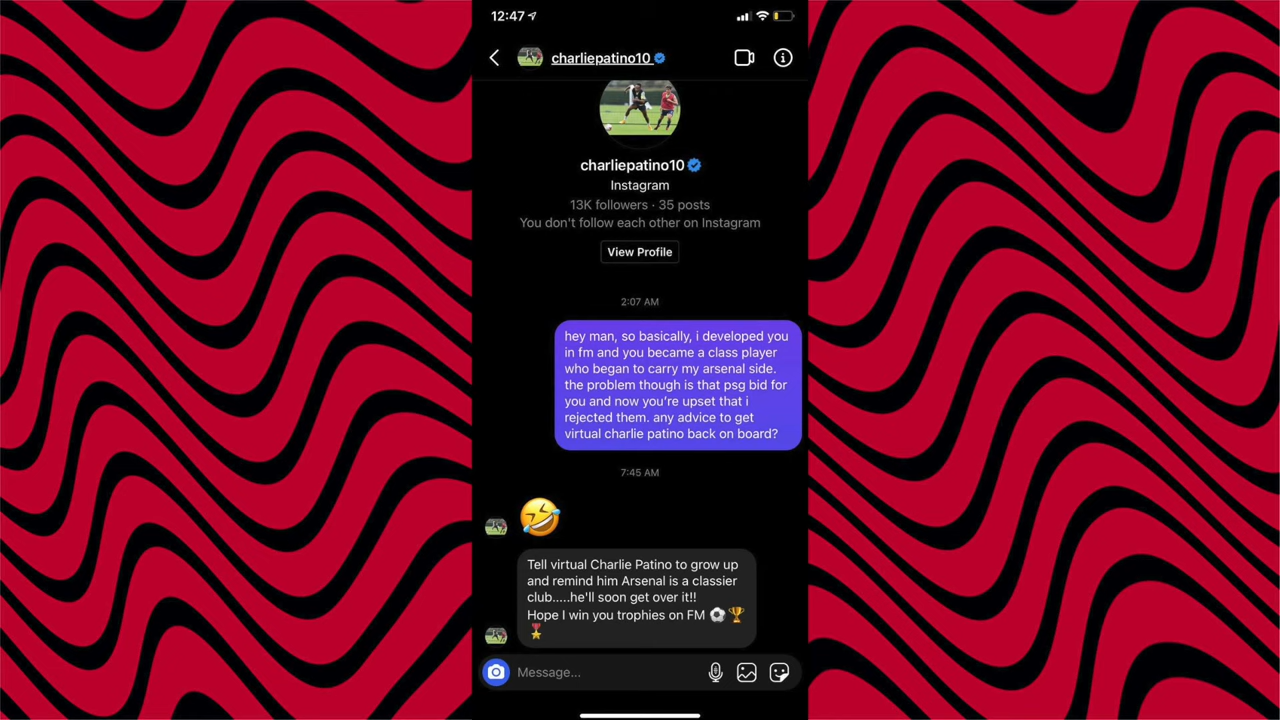 12:47
charliepatino10
charliepatino10
Instagram
13K followers · 35 posts
You don't follow each other on Instagram
View Profile
2:07 AM
hey man, so basically, i developed you
in fm and you became a class player
who began to carry my arsenal side.
the problem though is that psg bid for
you and now you're upset that i
rejected them. any advice to get
virtual charlie patino back on board?
7:45 AM
🤣
Tell virtual Charlie Patino to grow up
and remind him Arsenal is a classier
club.....he'll soon get over it!!
Hope I win you trophies on FM ⚽🏆
🎖
Message...